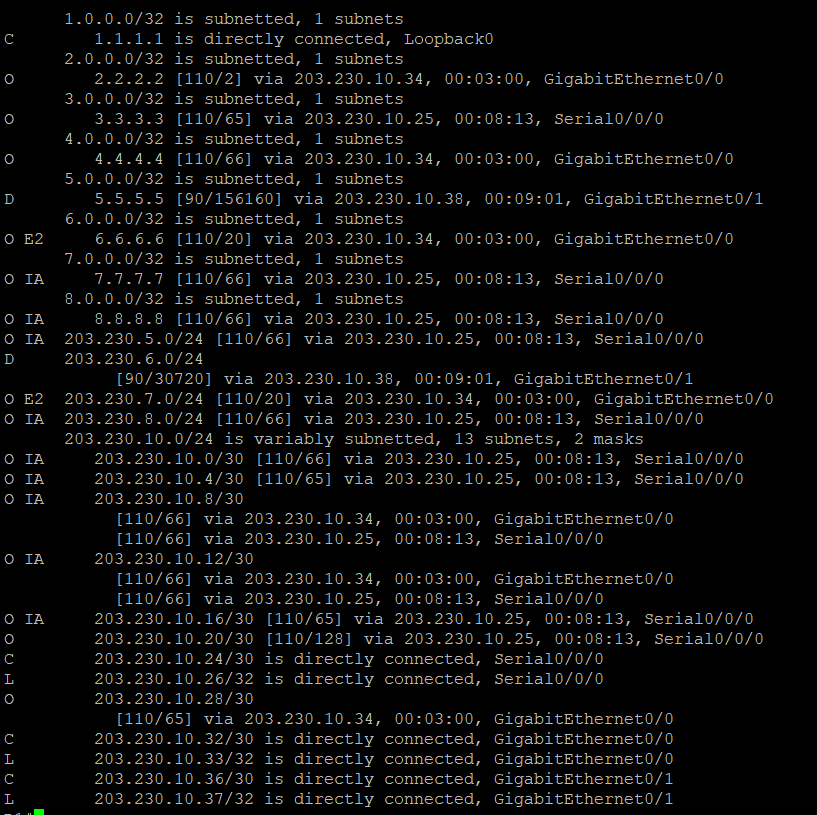 1.0.0.0/32 is subnetted, 1 subnets
C 1.1.1.1 is directly connected, Loopback0
2.0.0.0/32 is subnetted, 1 subnets
O 2.2.2.2 [110/2] via 203.230.10.34, 00:03:00, GigabitEthernet0/0
3.0.0.0/32 is subnetted, 1 subnets
O 3.3.3.3 [110/65] via 203.230.10.25, 00:08:13, Serial0/0/0
4.0.0.0/32 is subnetted, 1 subnets
O 4.4.4.4 [110/66] via 203.230.10.34, 00:03:00, GigabitEthernet0/0
5.0.0.0/32 is subnetted, 1 subnets
D 5.5.5.5 [90/156160] via 203.230.10.38, 00:09:01, GigabitEthernet0/1
6.0.0.0/32 is subnetted, 1 subnets
O E2 6.6.6.6 [110/20] via 203.230.10.34, 00:03:00, GigabitEthernet0/0
7.0.0.0/32 is subnetted, 1 subnets
O IA 7.7.7.7 [110/66] via 203.230.10.25, 00:08:13, Serial0/0/0
8.0.0.0/32 is subnetted, 1 subnets
O IA 8.8.8.8 [110/66] via 203.230.10.25, 00:08:13, Serial0/0/0
O IA 203.230.5.0/24 [110/66] via 203.230.10.25, 00:08:13, Serial0/0/0
D 203.230.6.0/24
[90/30720] via 203.230.10.38, 00:09:01, GigabitEthernet0/1
O E2 203.230.7.0/24 [110/20] via 203.230.10.34, 00:03:00, GigabitEthernet0/0
O IA 203.230.8.0/24 [110/66] via 203.230.10.25, 00:08:13, Serial0/0/0
203.230.10.0/24 is variably subnetted, 13 subnets, 2 masks
O IA 203.230.10.0/30 [110/66] via 203.230.10.25, 00:08:13, Serial0/0/0
O IA 203.230.10.4/30 [110/65] via 203.230.10.25, 00:08:13, Serial0/0/0
O IA 203.230.10.8/30
[110/66] via 203.230.10.34, 00:03:00, GigabitEthernet0/0
[110/66] via 203.230.10.25, 00:08:13, Serial0/0/0
O IA 203.230.10.12/30
[110/66] via 203.230.10.34, 00:03:00, GigabitEthernet0/0
[110/66] via 203.230.10.25, 00:08:13, Serial0/0/0
O IA 203.230.10.16/30 [110/65] via 203.230.10.25, 00:08:13, Serial0/0/0
O 203.230.10.20/30 [110/128] via 203.230.10.25, 00:08:13, Serial0/0/0
C 203.230.10.24/30 is directly connected, Serial0/0/0
L 203.230.10.26/32 is directly connected, Serial0/0/0
O 203.230.10.28/30
[110/65] via 203.230.10.34, 00:03:00, GigabitEthernet0/0
C 203.230.10.32/30 is directly connected, GigabitEthernet0/0
L 203.230.10.33/32 is directly connected, GigabitEthernet0/0
C 203.230.10.36/30 is directly connected, GigabitEthernet0/1
L 203.230.10.37/32 is directly connected, GigabitEthernet0/1